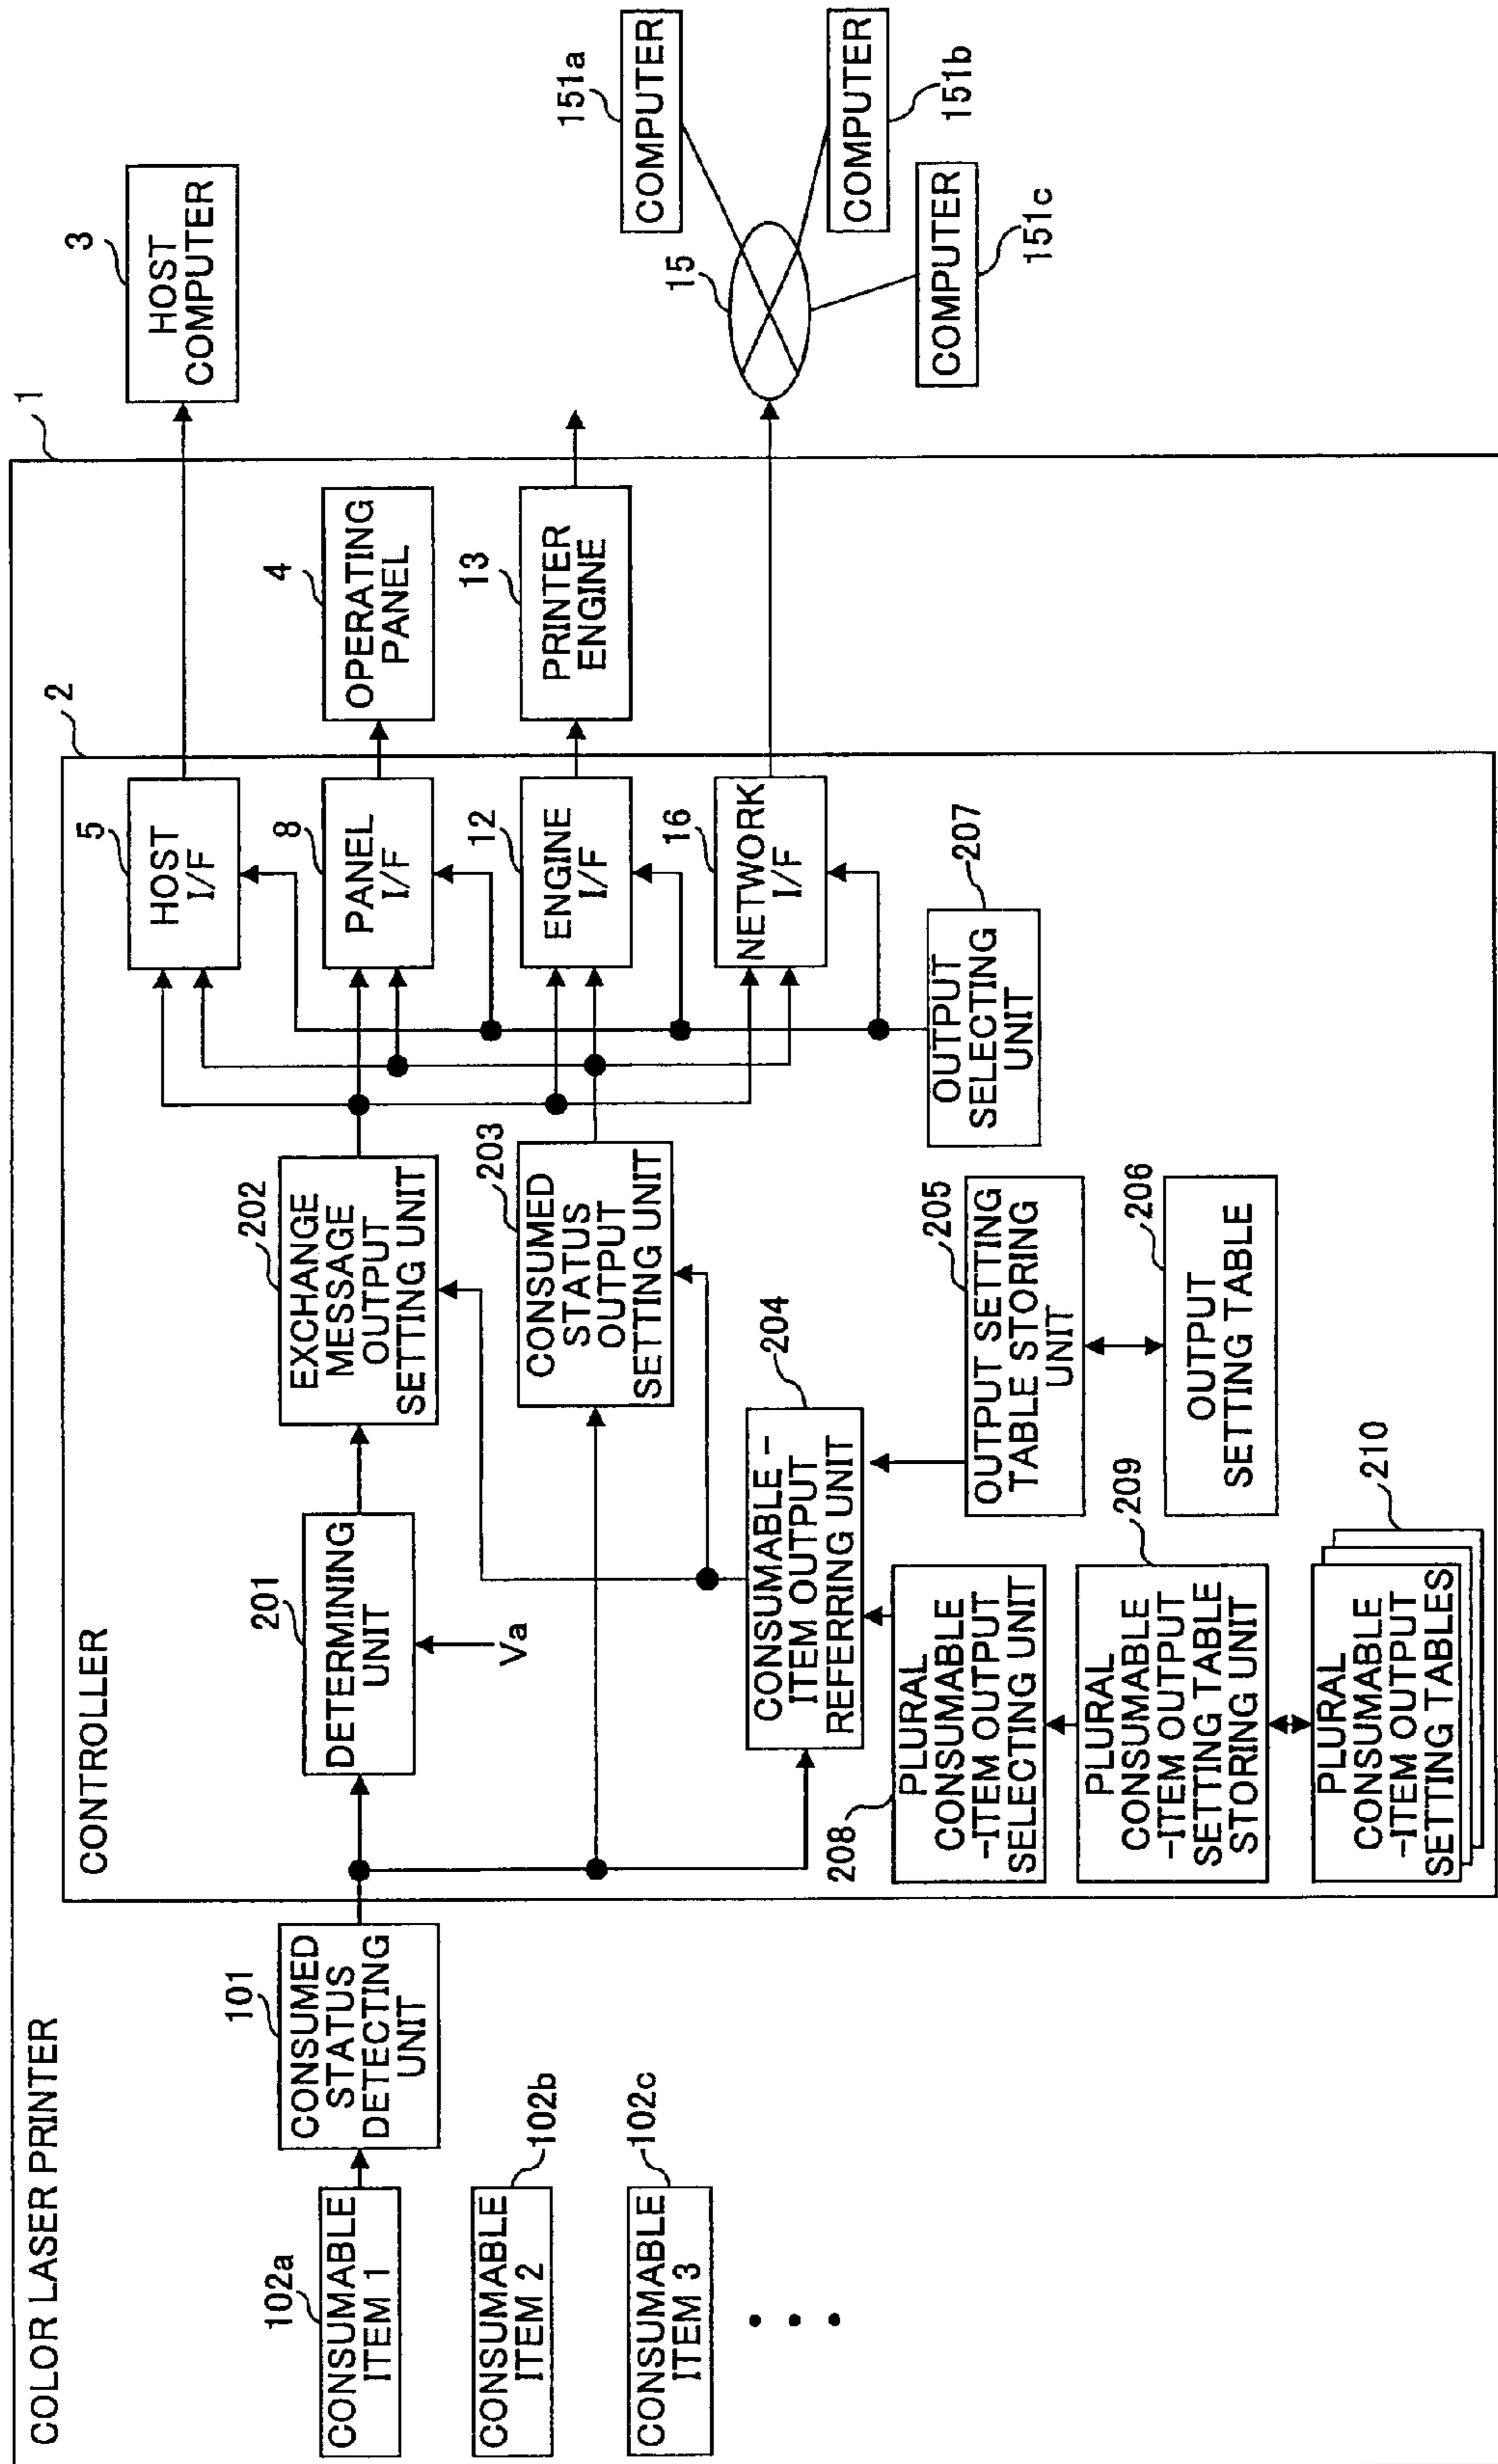 COLOR LASER PRINTER
1
CONTROLLER
2
102a
CONSUMABLE
ITEM 1
102b
CONSUMABLE
ITEM 2
102c
CONSUMABLE
ITEM 3
101
CONSUMED
STATUS
DETECTING
UNIT
201
DETERMINING
UNIT
Va
202
EXCHANGE
MESSAGE
OUTPUT
SETTING UNIT
203
CONSUMED
STATUS
OUTPUT
SETTING UNIT
204
CONSUMABLE -
ITEM OUTPUT
REFERRING UNIT
205
OUTPUT SETTING
TABLE STORING
UNIT
206
OUTPUT
SETTING TABLE
208
PLURAL
CONSUMABLE
-ITEM OUTPUT
SELECTING UNIT
209
PLURAL
CONSUMABLE
-ITEM OUTPUT
SETTING TABLE
STORING UNIT
210
PLURAL
CONSUMABLE
-ITEM OUTPUT
SETTING TABLES
207
OUTPUT
SELECTING
UNIT
5
HOST
I/F
8
PANEL
I/F
12
ENGINE
I/F
16
NETWORK
I/F
4
OPERATING
PANEL
13
PRINTER
ENGINE
3
HOST
COMPUTER
15
151a
COMPUTER
COMPUTER
151b
COMPUTER
151c